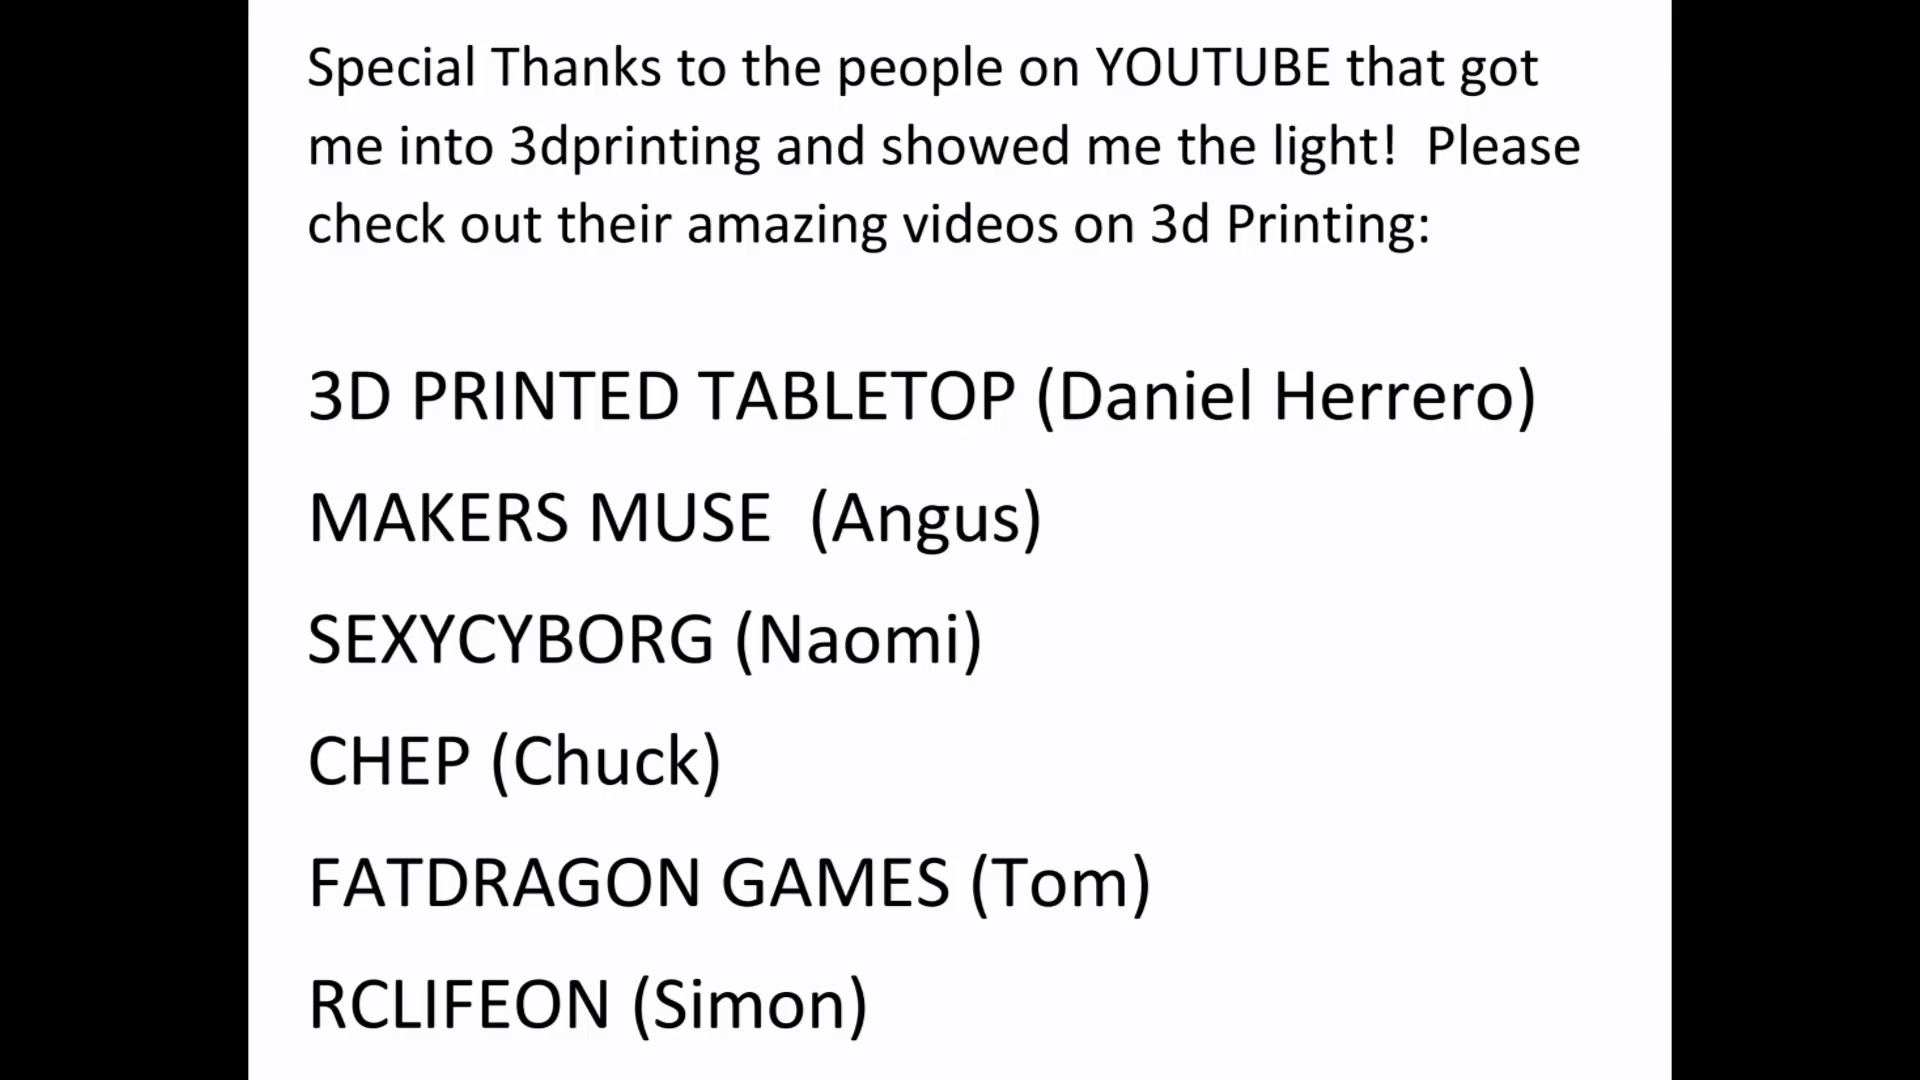 Special Thanks to the people on YOUTUBE that got
me into 3dprinting and showed me the light!  Please
check out their amazing videos on 3d Printing:
3D PRINTED TABLETOP (Daniel Herrero)
MAKERS MUSE  (Angus)
SEXYCYBORG (Naomi)
CHEP (Chuck)
FATDRAGON GAMES (Tom)
RCLIFEON (Simon)